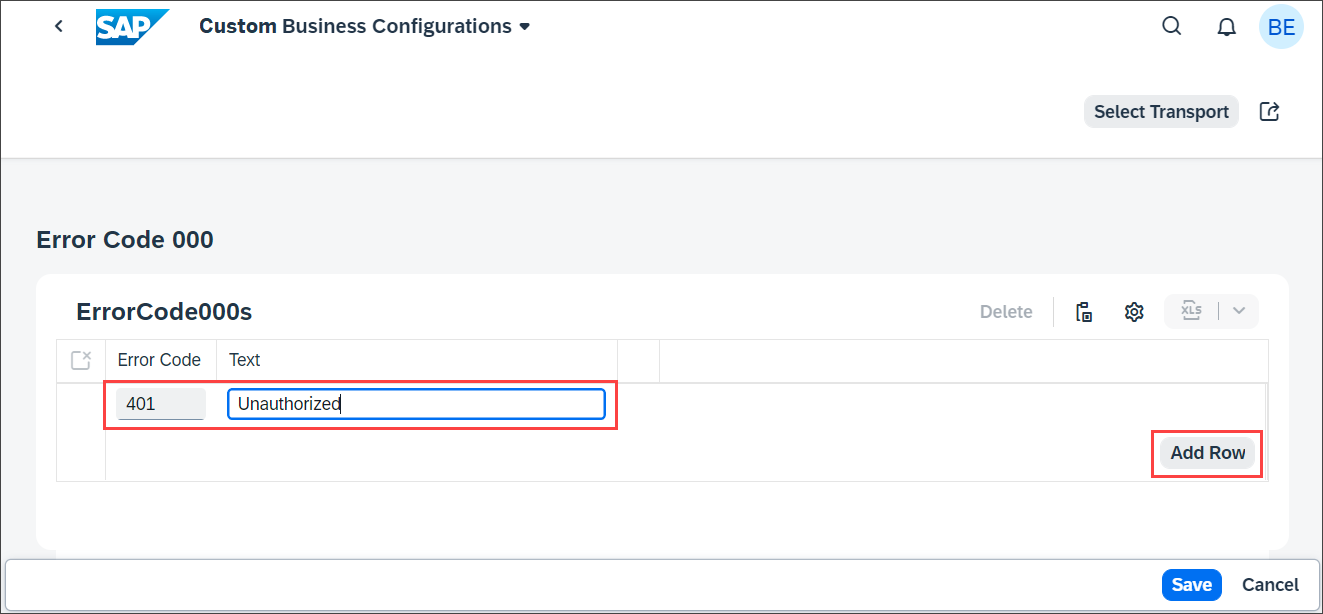 SAP Custom Business Configurations BE
Select Transport
Error Code 000
ErrorCode000s Delete XLS
Error Code Text
401 Unauthorized
Add Row
Save Cancel